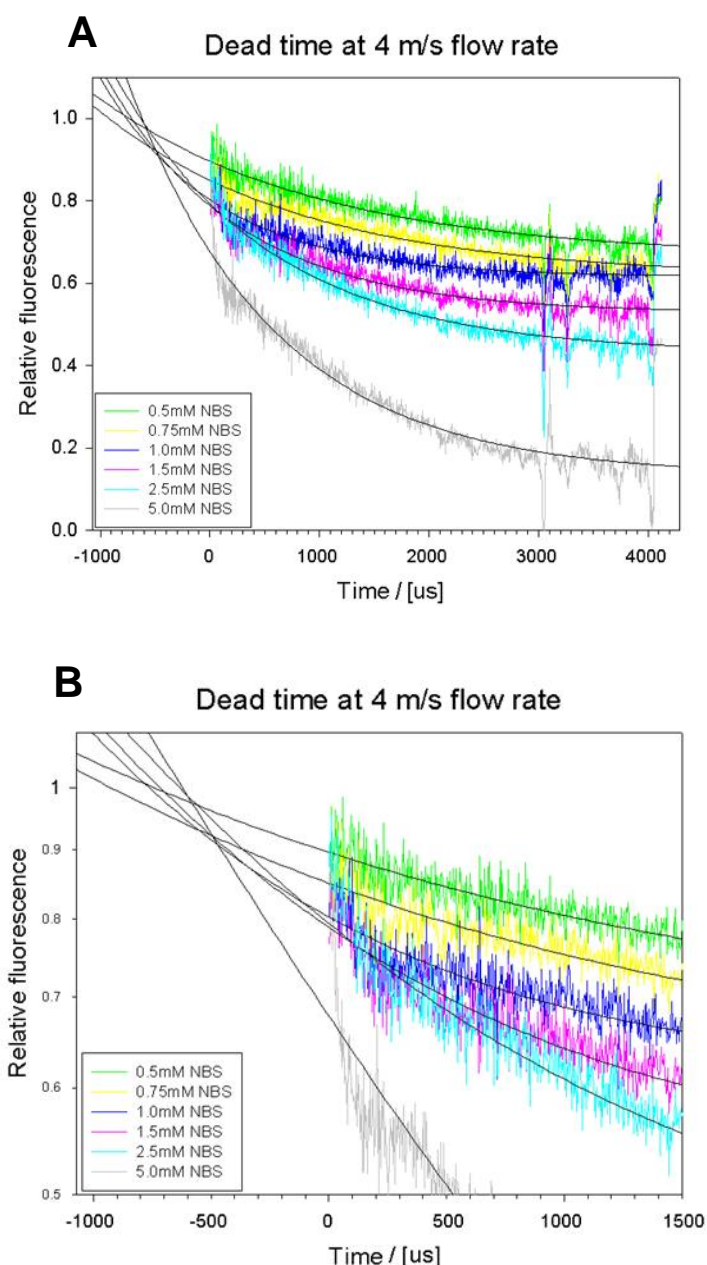 A
Dead time at 4 m/s flow rate
Relative fluorescence
1.0
0.8
0.6
0.4
0.2
0.0
0.5mM NBS
0.75mM NBS
1.0mM NBS
1.5mM NBS
2.5mM NBS
5.0mM NBS
-1000 0 1000 2000 3000 4000
Time / [us]
B
Dead time at 4 m/s flow rate
Relative fluorescence
1
0.9
0.8
0.7
0.6
0.5
0.5mM NBS
0.75mM NBS
1.0mM NBS
1.5mM NBS
2.5mM NBS
5.0mM NBS
-1000 -500 0 500 1000 1500
Time / [us]